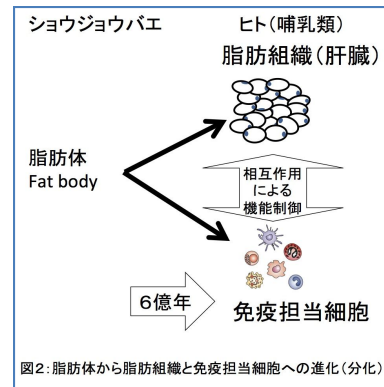 ショウジョウバエ
ヒト(哺乳類)
脂肪組織(肝臓)
脂肪体
Fat body
相互作用
による
機能制御
6億年
免疫担当細胞
図2:脂肪体から脂肪組織と免疫担当細胞への進化(分化)